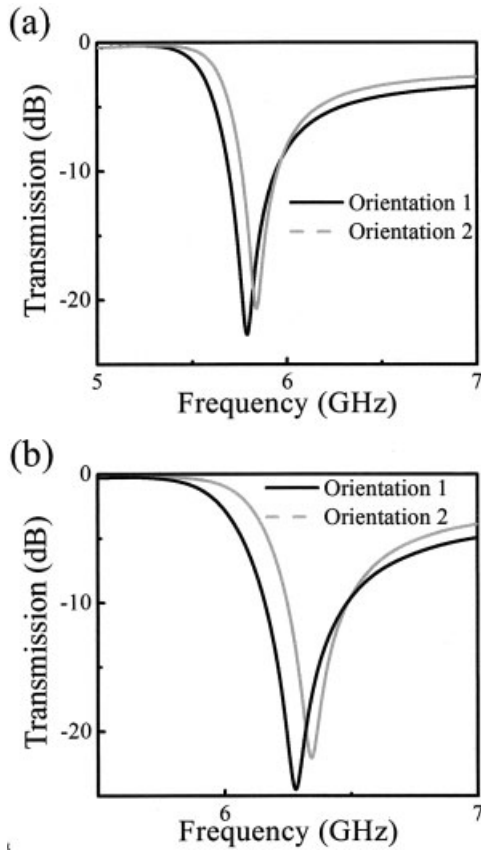 (a)
0
-10
-20
Transmission (dB)
Orientation 1
Orientation 2
5
6
7
Frequency (GHz)
(b)
0
-10
-20
Transmission (dB)
Orientation 1
Orientation 2
6
7
Frequency (GHz)